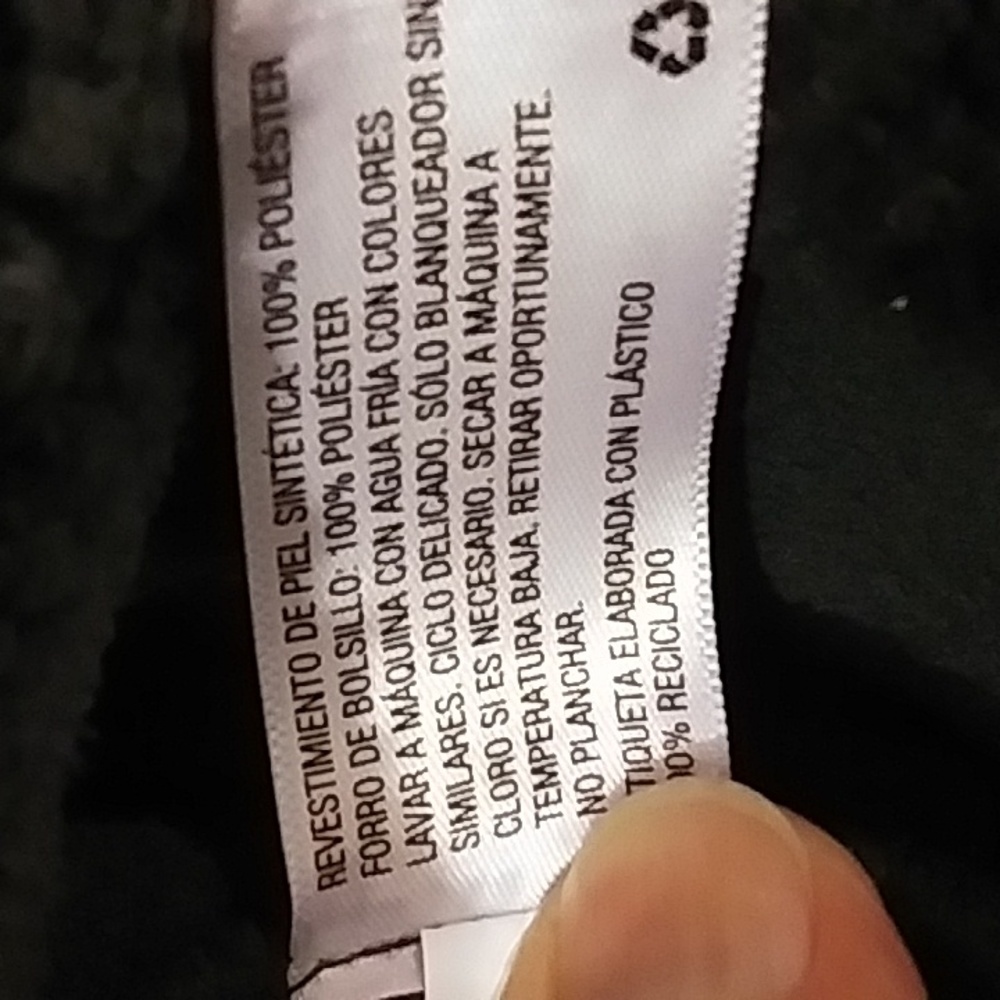 REVESTIMIENTO DE PIEL SINTÉTICA: 100% POLIÉSTER
FORRO DE BOLSILLO: 100% POLIÉSTER
LAVAR A MÁQUINA CON AGUA FRÍA CON COLORES
SIMILARES. CICLO DELICADO. SÓLO BLANQUEADOR SIN
CLORO SI ES NECESARIO. SECAR A MÁQUINA A
TEMPERATURA BAJA. RETIRAR OPORTUNAMENTE.
NO PLANCHAR.
TIQUETA ELABORADA CON PLÁSTICO
00% RECICLADO